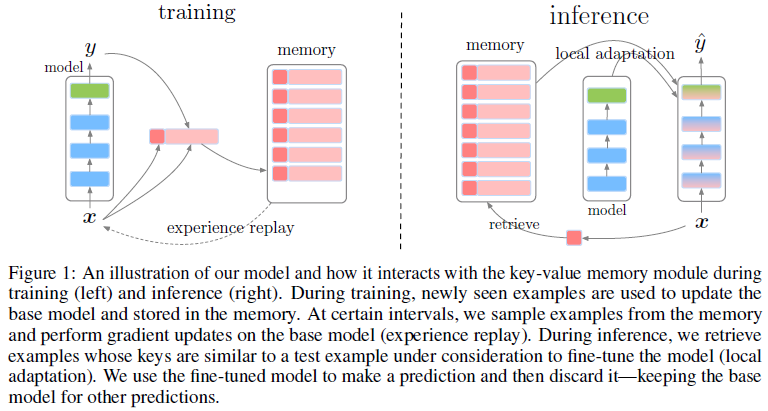 training
inference
y
model
memory
x
experience replay
memory
local adaptation
ŷ
model
retrieve
x
Figure 1: An illustration of our model and how it interacts with the key-value memory module during
training (left) and inference (right). During training, newly seen examples are used to update the
base model and stored in the memory. At certain intervals, we sample examples from the memory
and perform gradient updates on the base model (experience replay). During inference, we retrieve
examples whose keys are similar to a test example under consideration to fine-tune the model (local
adaptation). We use the fine-tuned model to make a prediction and then discard it—keeping the base
model for other predictions.